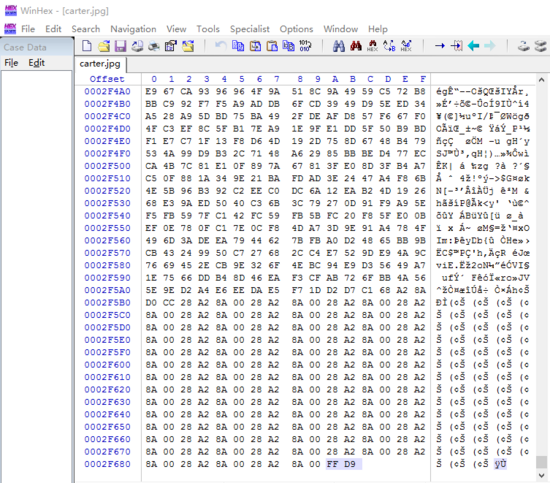 WinHex - [carter.jpg]
File Edit Search Navigation View Tools Specialist Options Window Help
Case Data
File Edit
carter.jpg
Offset 0 1 2 3 4 5 6 7 8 9 A B C D E F
0002F4A0 E9 67 CA 93 96 96 4F 9A 51 8C 9A 49 59 C5 72 B8
0002F4B0 BB C9 92 F7 F5 A9 AD DB 6F CD 39 49 D9 5E ED 34
0002F4C0 A5 28 A9 5D BD 75 BA 49 2F DE AF D8 57 F6 67 F0
0002F4D0 4F C3 EF 8C 5F B1 7E A9 1E 9F E1 DD 5F 50 B9 BD
0002F4E0 F1 E7 C7 1F 13 F8 D6 4D 19 2D 75 8D 67 48 B4 79
0002F4F0 53 4A 99 D9 B3 2C 71 48 A6 29 85 BB BE D4 77 EC
0002F500 CA 4B 7C 81 E1 0F 89 7A 67 81 3F E0 8D 3F B4 A7
0002F510 C5 0F 88 1A 34 9E 21 BA FD AD 3E 24 47 A4 F8 6B
0002F520 4E 5B 96 B3 92 C2 EE C0 DC 6A 12 EA B2 4D 19 26
0002F530 68 E3 9A ED 50 40 C3 6B 3C 79 27 0D 91 F9 A9 5E
0002F540 F5 FB 59 7F C1 42 FC 59 FB 5B FC 20 F8 5F E0 0B
0002F550 EF 0E 78 0F C1 7E 0C F8 4D A7 3D 9E 91 A4 78 4F
0002F560 49 6D 3A DE EA 79 44 62 7B FB A0 D2 48 65 BB 9B
0002F570 CB 43 24 99 50 C7 27 68 2C C4 E7 52 9D E9 4A 9C
0002F580 76 69 45 2E CB 9E 32 6F 4E BC 94 E9 D3 56 49 A7
0002F590 1E 75 66 DD B4 8D 46 EA F3 CF AB 72 6F BB 4A 56
0002F5A0 5E 9E D2 A4 E6 EE DA E5 F7 1D D2 D7 C1 68 A2 8A
0002F5B0 D0 CC 28 A2 8A 00 28 A2 8A 00 28 A2 8A 00 28 A2
0002F5C0 8A 00 28 A2 8A 00 28 A2 8A 00 28 A2 8A 00 28 A2
0002F5D0 8A 00 28 A2 8A 00 28 A2 8A 00 28 A2 8A 00 28 A2
0002F5E0 8A 00 28 A2 8A 00 28 A2 8A 00 28 A2 8A 00 28 A2
0002F5F0 8A 00 28 A2 8A 00 28 A2 8A 00 28 A2 8A 00 28 A2
0002F600 8A 00 28 A2 8A 00 28 A2 8A 00 28 A2 8A 00 28 A2
0002F610 8A 00 28 A2 8A 00 28 A2 8A 00 28 A2 8A 00 28 A2
0002F620 8A 00 28 A2 8A 00 28 A2 8A 00 28 A2 8A 00 28 A2
0002F630 8A 00 28 A2 8A 00 28 A2 8A 00 28 A2 8A 00 28 A2
0002F640 8A 00 28 A2 8A 00 28 A2 8A 00 28 A2 8A 00 28 A2
0002F650 8A 00 28 A2 8A 00 28 A2 8A 00 28 A2 8A 00 28 A2
0002F660 8A 00 28 A2 8A 00 28 A2 8A 00 28 A2 8A 00 28 A2
0002F670 8A 00 28 A2 8A 00 28 A2 8A 00 28 A2 8A 00 28 A2
0002F680 8A 00 28 A2 8A 00 28 A2 8A 00 FF D9 Š (¢Š (¢Š ÿÙ